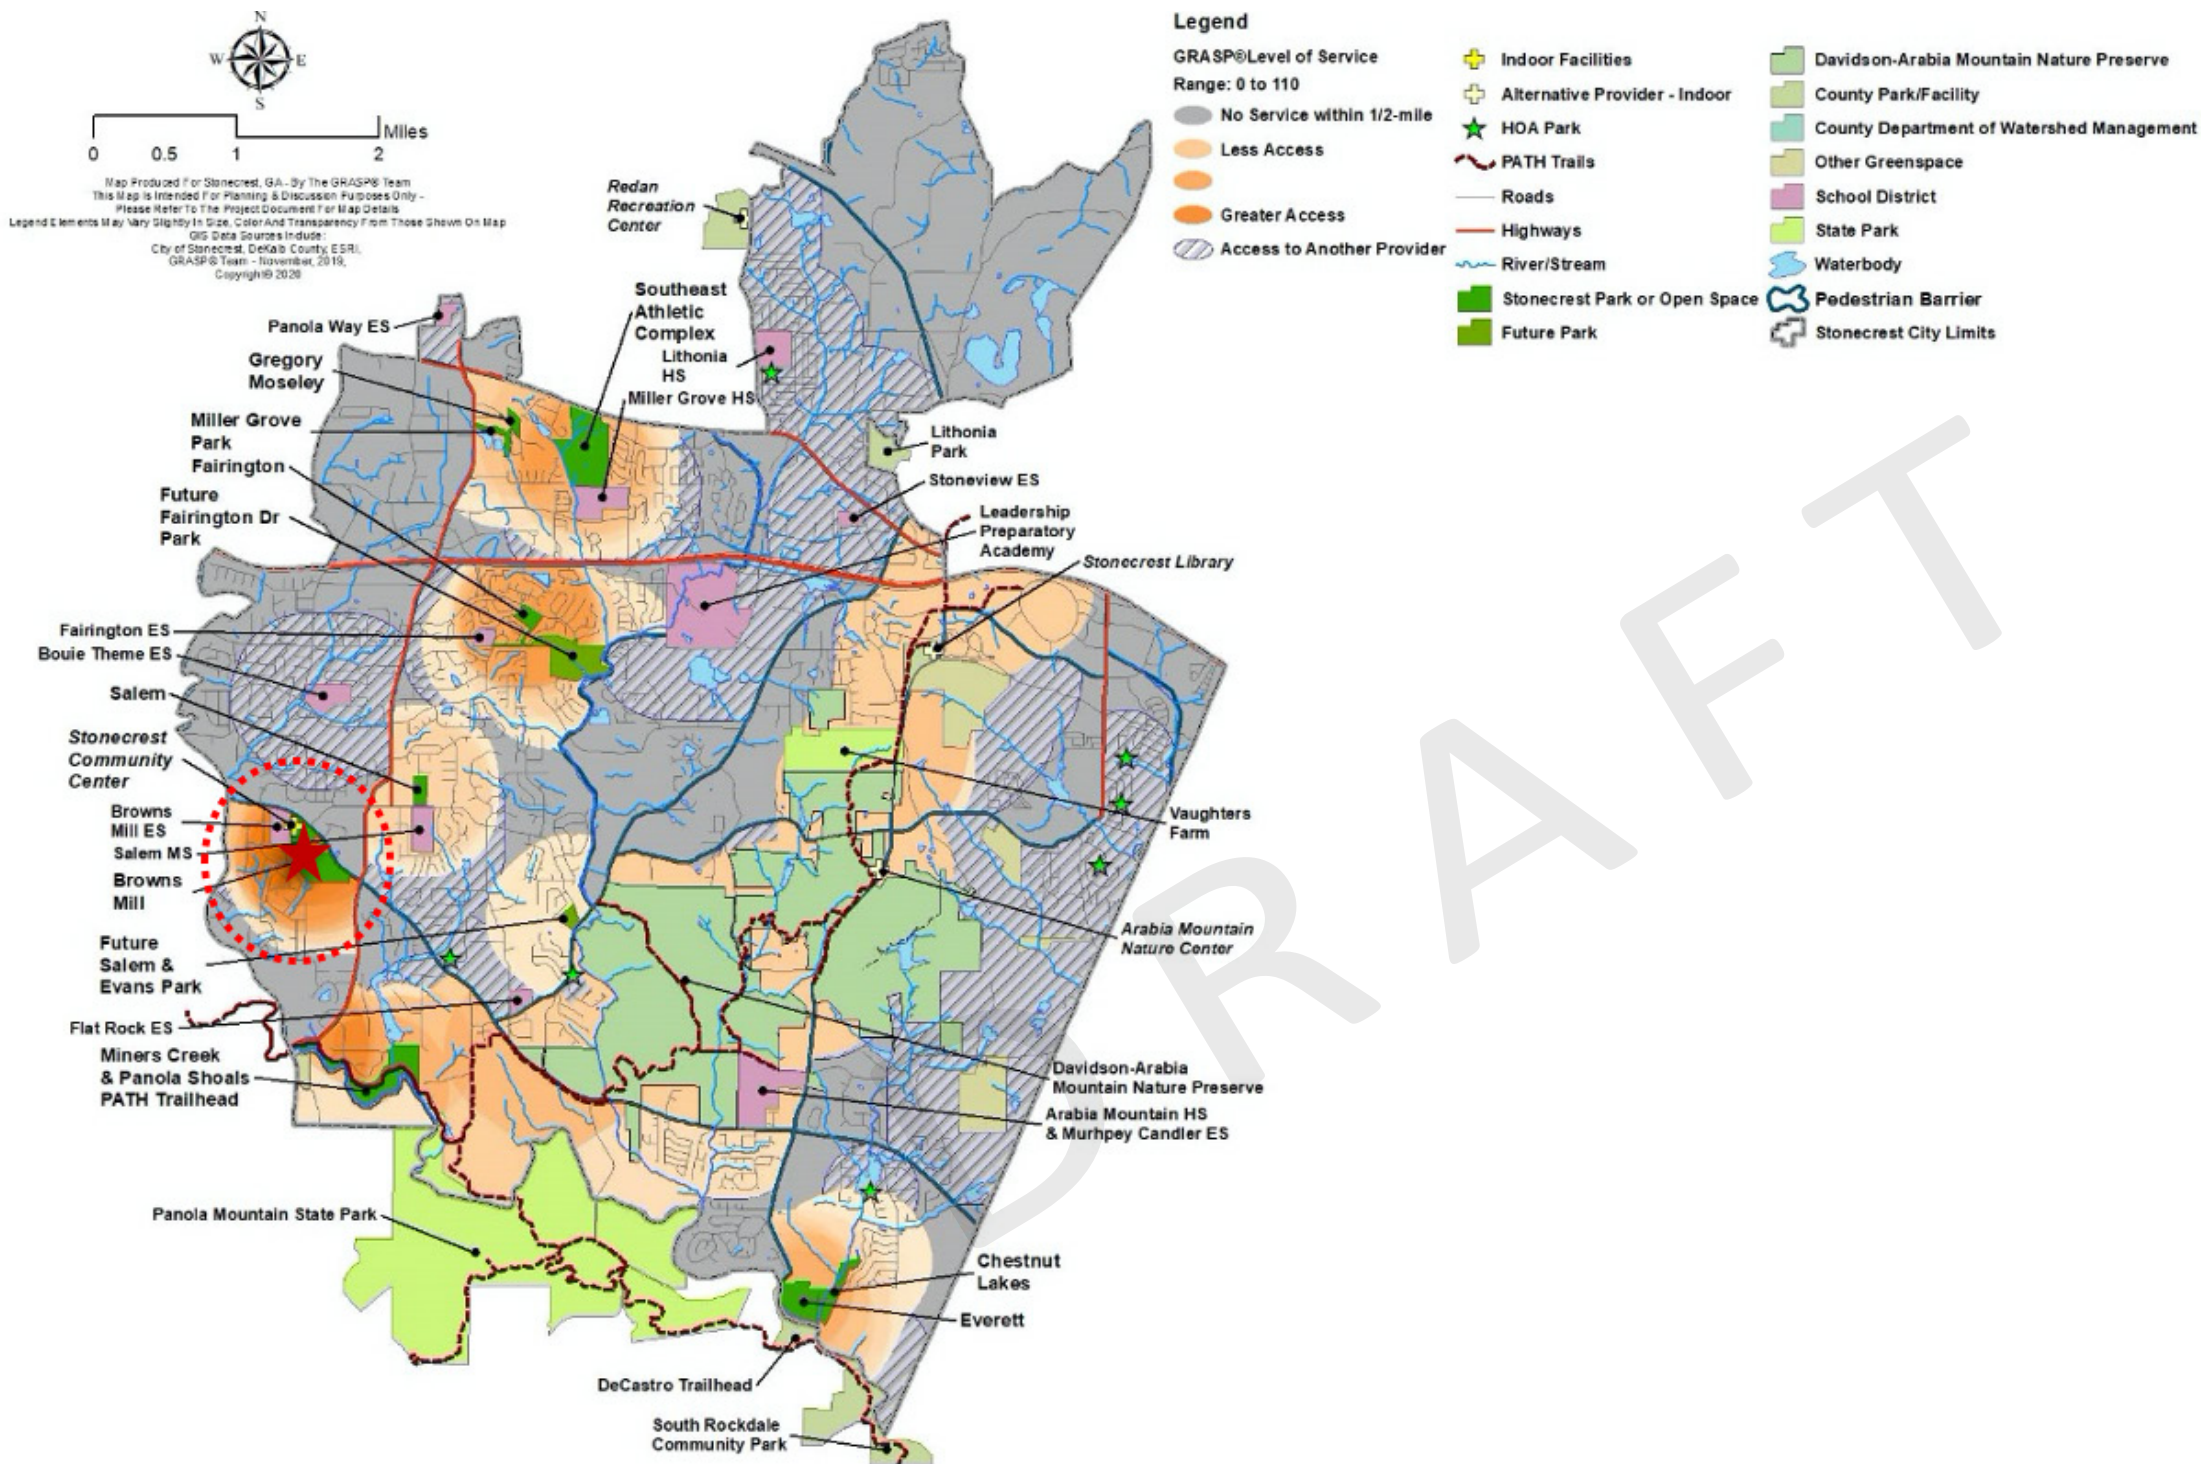 N
W
E
S
Miles
0
0.5
1
2
Map Produced For Stonecrest, GA - By The GRASP® Team
This Map Is Intended For Planning & Discussion Purposes Only -
Please Refer To The Project Document For Map Details
Legend Elements May Vary Slightly In Size, Color And Transparency From Those Shown On Map
GIS Data Sources Include:
City of Stonecrest, DeKalb County, ESRI,
GRASP® Team - November, 2019,
Copyright© 2020
Legend
GRASP®Level of Service
Range: 0 to 110
No Service within 1/2-mile
Less Access
Greater Access
Access to Another Provider
Indoor Facilities
Alternative Provider - Indoor
HOA Park
PATH Trails
Roads
Highways
River/Stream
Stonecrest Park or Open Space
Future Park
Davidson-Arabia Mountain Nature Preserve
County Park/Facility
County Department of Watershed Management
Other Greenspace
School District
State Park
Waterbody
Pedestrian Barrier
Stonecrest City Limits
Redan
Recreation
Center
Southeast
Athletic
Complex
Lithonia
HS
Miller Grove HS
Panola Way ES
Gregory
Moseley
Miller Grove
Park
Fairington
Future
Fairington Dr
Park
Lithonia
Park
Stoneview ES
Leadership
Preparatory
Academy
Stonecrest Library
Fairington ES
Bouie Theme ES
Salem
Stonecrest
Community
Center
Browns
Mill ES
Salem MS
Browns
Mill
Future
Salem &
Evans Park
Flat Rock ES
Miners Creek
& Panola Shoals
PATH Trailhead
Vaughters
Farm
Arabia Mountain
Nature Center
Davidson-Arabia
Mountain Nature Preserve
Arabia Mountain HS
& Murhpey Candler ES
Panola Mountain State Park
Chestnut
Lakes
Everett
DeCastro Trailhead
South Rockdale
Community Park
DRAFT